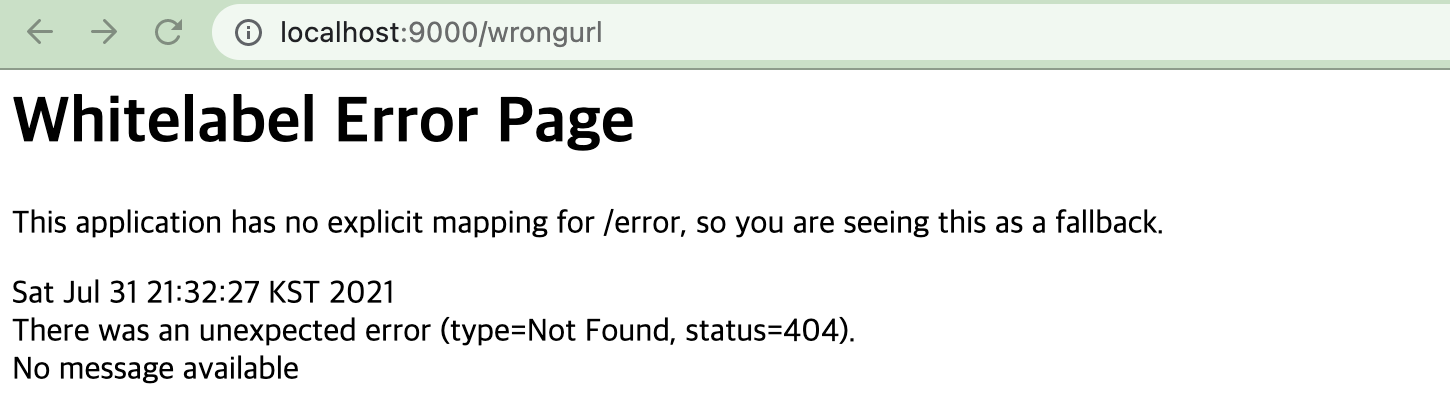 localhost:9000/wrongurl
Whitelabel Error Page
This application has no explicit mapping for /error, so you are seeing this as a fallback.
Sat Jul 31 21:32:27 KST 2021
There was an unexpected error (type=Not Found, status=404).
No message available